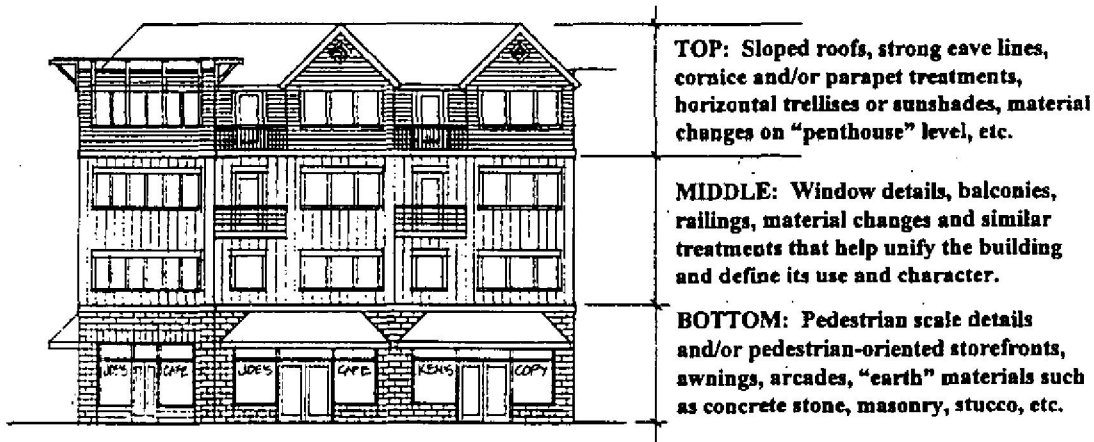 TOP: Sloped roofs, strong eave lines,
cornice and/or parapet treatments,
horizontal trellises or sunshades, material
changes on “penthouse” level, etc.
MIDDLE: Window details, balconies,
railings, material changes and similar
treatments that help unify the building
and define its use and character.
BOTTOM: Pedestrian scale details
and/or pedestrian-oriented storefronts,
awnings, arcades, “earth” materials such
as concrete stone, masonry, stucco, etc.
JOE'S CAFE JOE'S CAFE KEN'S COPY